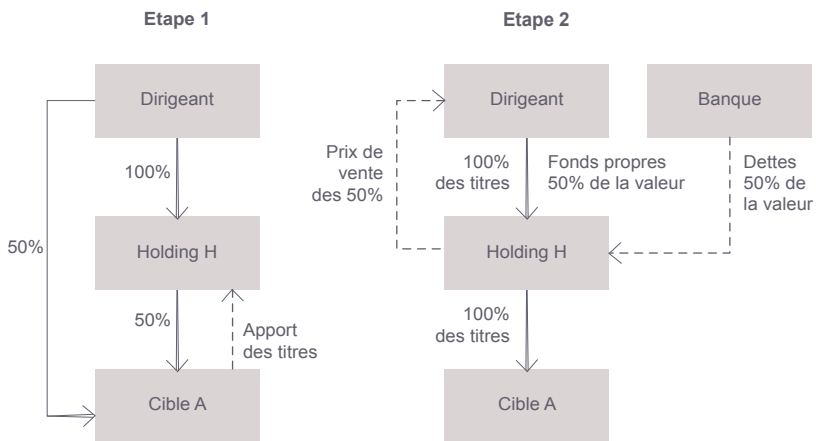 Etape 1
Dirigeant
100%
50%
Holding H
50%
Apport
des titres
Cible A
Etape 2
Dirigeant
Banque
Prix de
vente
des 50%
100%
des titres
Fonds propres
50% de la valeur
Dettes
50% de
la valeur
Holding H
100%
des titres
Cible A